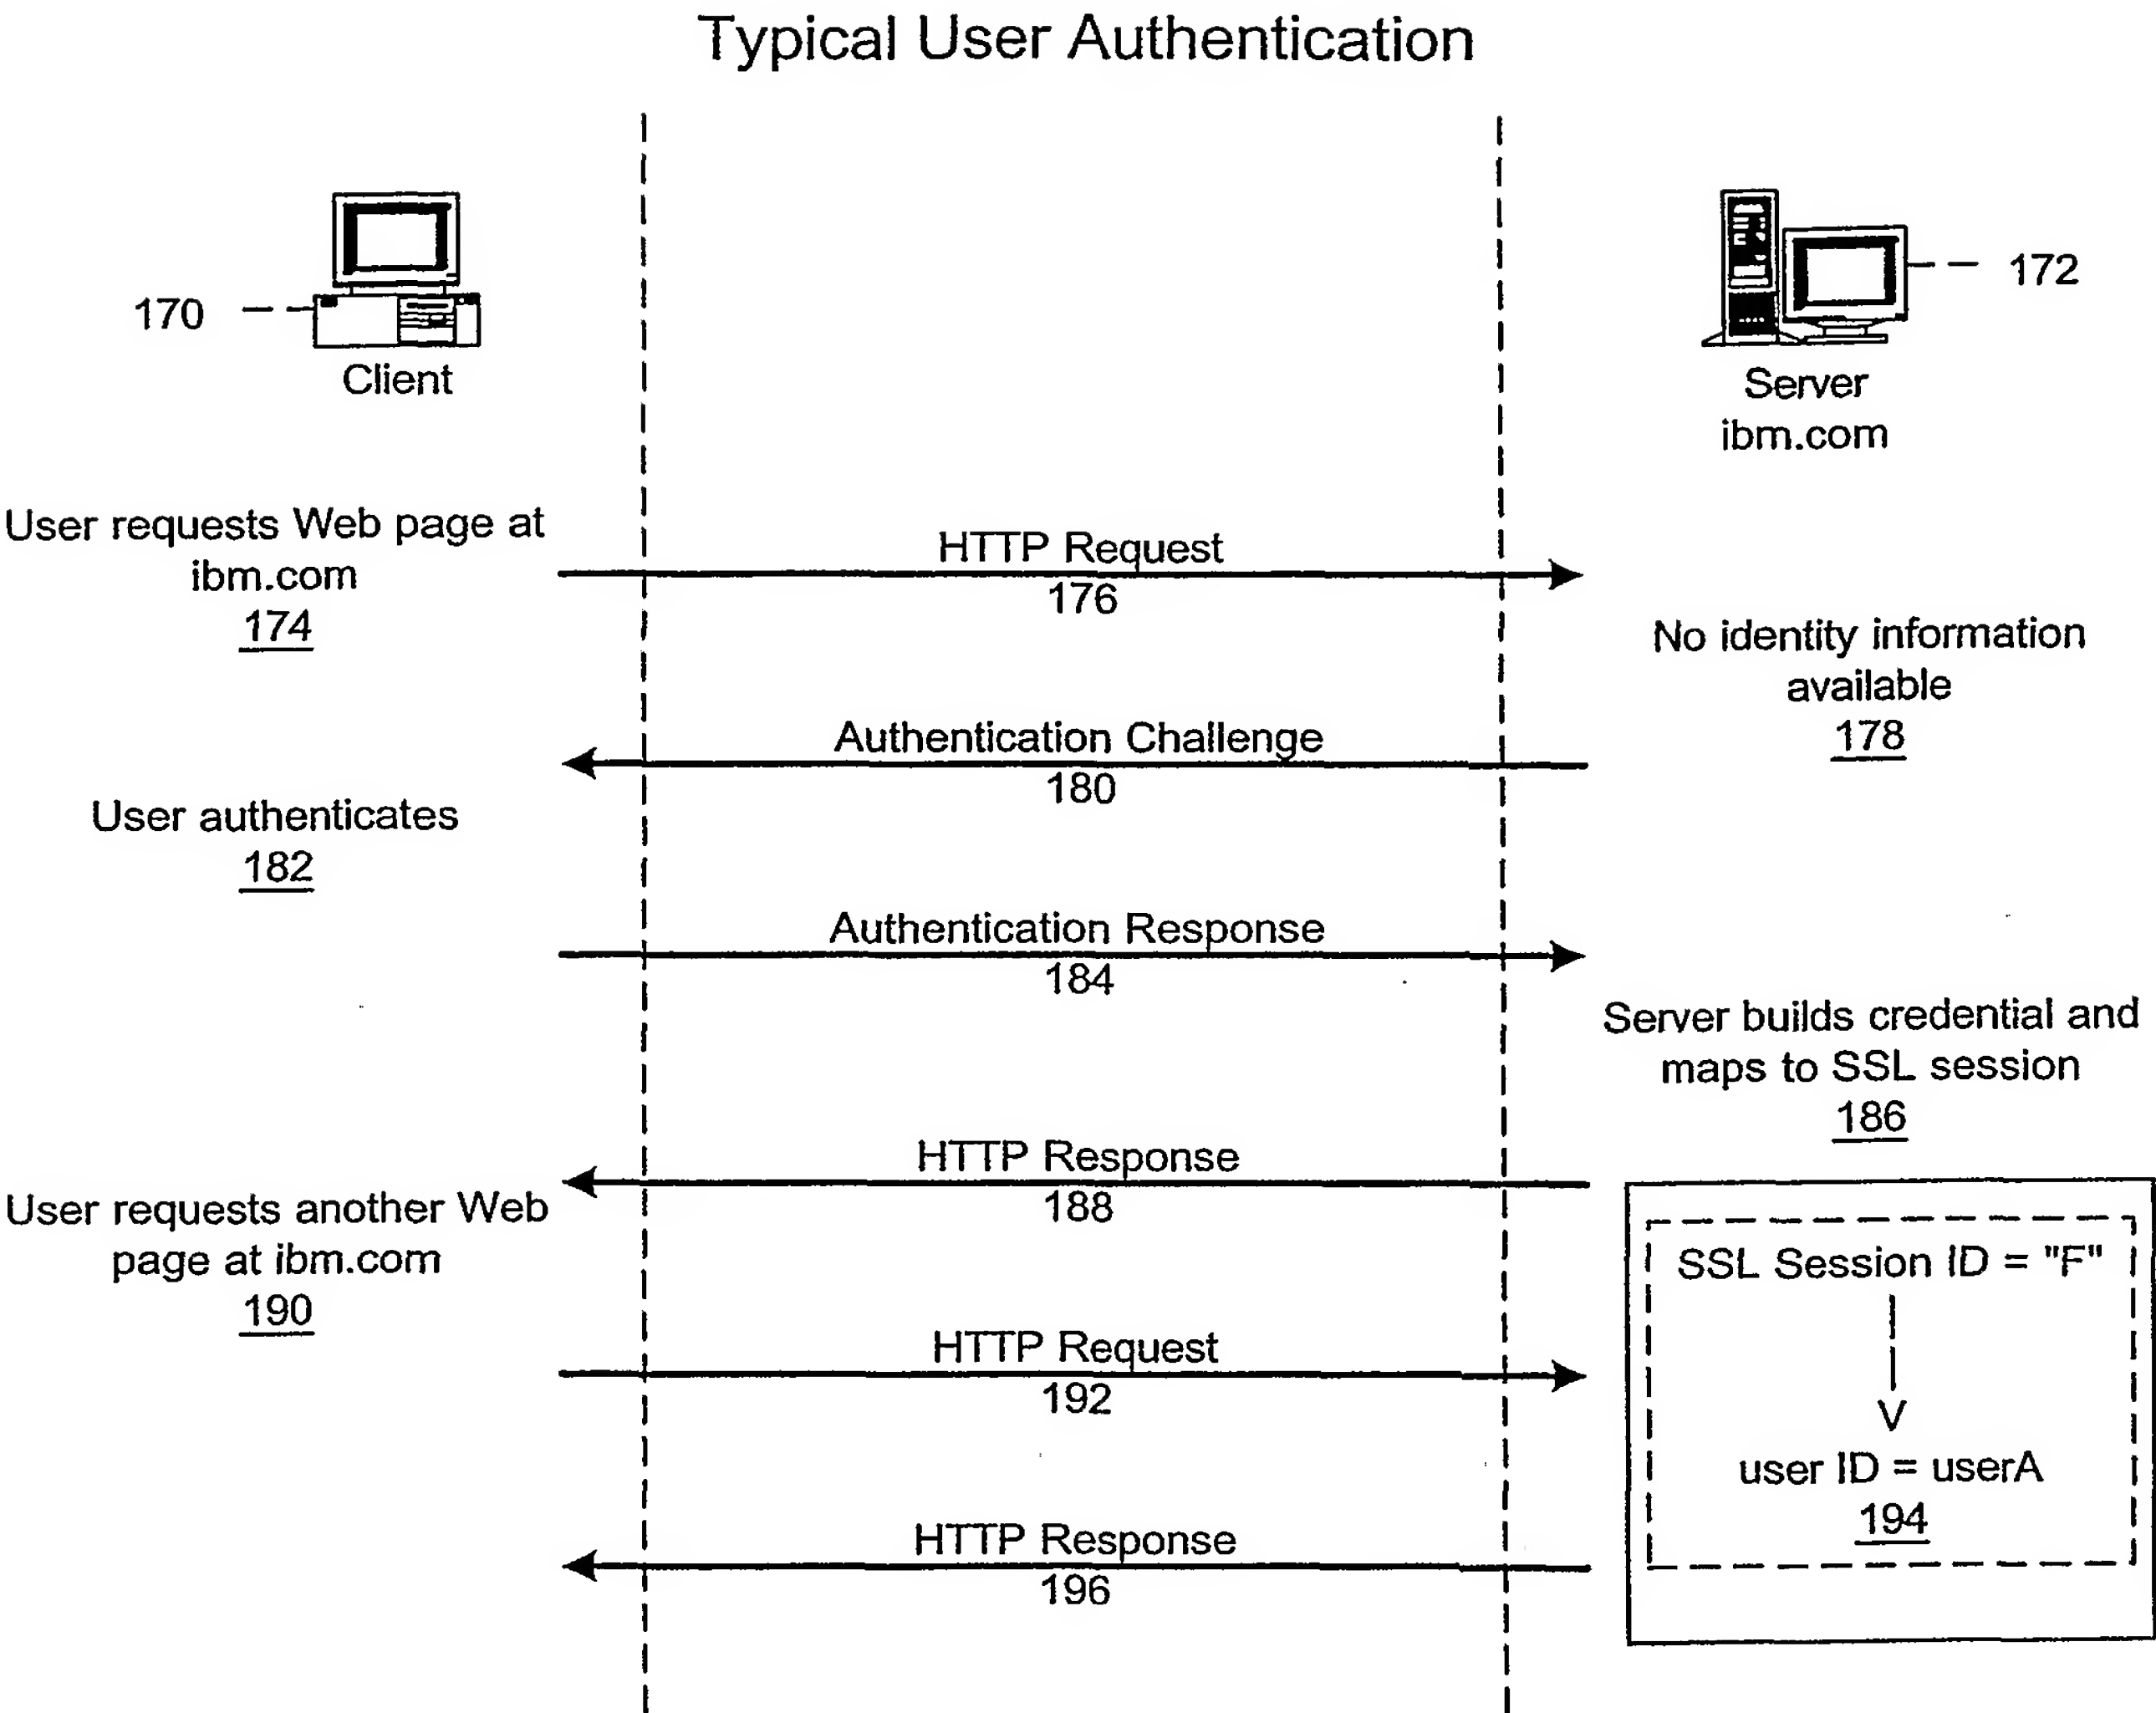 Typical User Authentication
170
Client
172
Server
ibm.com
User requests Web page at
ibm.com
174
HTTP Request
176
No identity information
available
178
Authentication Challenge
180
User authenticates
182
Authentication Response
184
Server builds credential and
maps to SSL session
186
HTTP Response
188
User requests another Web
page at ibm.com
190
SSL Session ID = "F"
HTTP Request
192
V
user ID = userA
194
HTTP Response
196